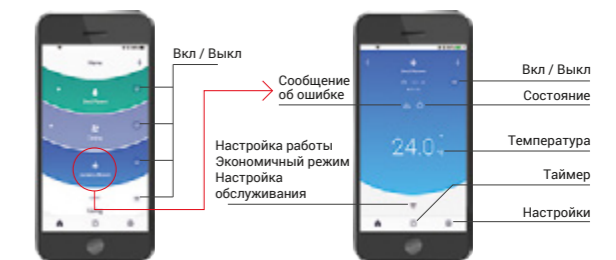 Вкл / Выкл
Сообщение
об ошибке
Настройка работы
Экономичный режим
Настройка
обслуживания
24.0
Вкл / Выкл
Состояние
Температура
Таймер
Настройки